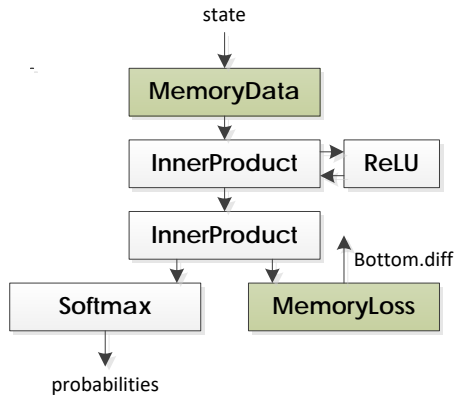 state
MemoryData
InnerProduct
ReLU
InnerProduct
Bottom.diff
Softmax
MemoryLoss
probabilities